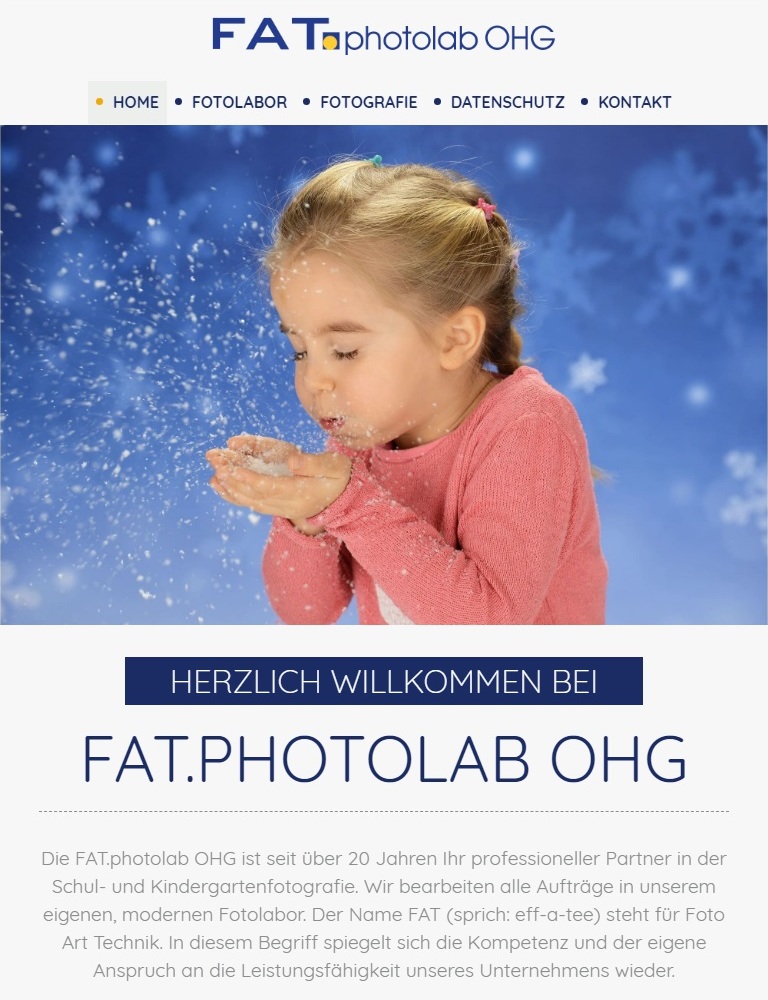 FAT.photolab OHG
HOME FOTOLABOR FOTOGRAFIE DATENSCHUTZ KONTAKT
HERZLICH WILLKOMMEN BEI
FAT.PHOTOLAB OHG
Die FAT.photolab OHG ist seit über 20 Jahren Ihr professioneller Partner in der
Schul- und Kindergartenfotografie. Wir bearbeiten alle Aufträge in unserem
eigenen, modernen Fotolabor. Der Name FAT (sprich: eff-a-tee) steht für Foto
Art Technik. In diesem Begriff spiegelt sich die Kompetenz und der eigene
Anspruch an die Leistungsfähigkeit unseres Unternehmens wieder.